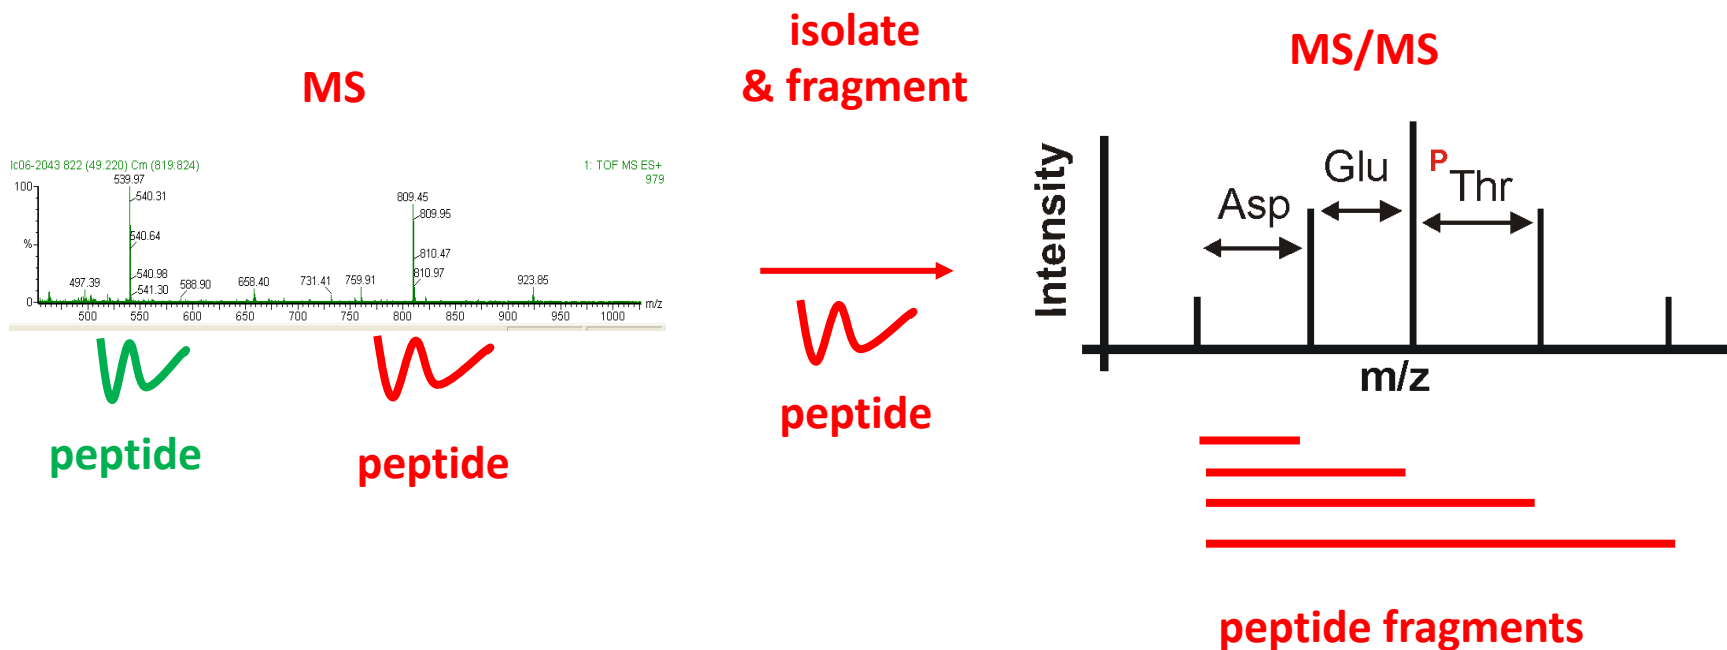 MS
isolate
& fragment
MS/MS
lc06-2043 822 (49.220) Cm (819:824)
1: TOF MS ES+
979
100
%
0
539.97
540.31
540.64
540.98
541.30
497.39
588.90
658.40
731.41
759.91
809.45
809.95
810.47
810.97
923.85
m/z
500 550 600 650 700 750 800 850 900 950 1000
peptide
peptide
peptide
Intensity
Asp
Glu
P Thr
m/z
peptide fragments